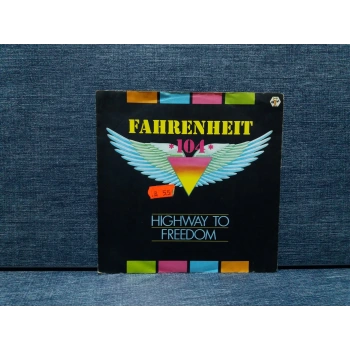 FAHRENHEIT
*104*
HIGHWAY TO
FREEDOM